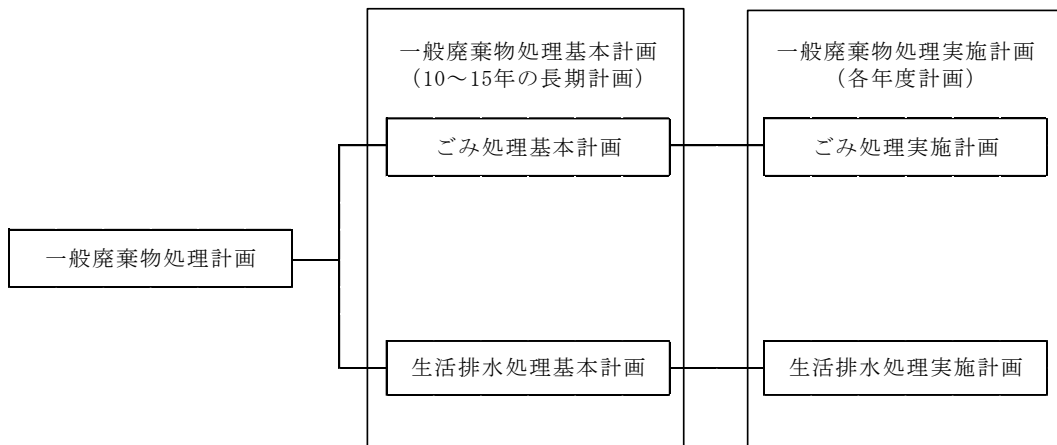 一般廃棄物処理基本計画
（10～15年の長期計画）
一般廃棄物処理実施計画
（各年度計画）
ごみ処理基本計画
ごみ処理実施計画
一般廃棄物処理計画
生活排水処理基本計画
生活排水処理実施計画